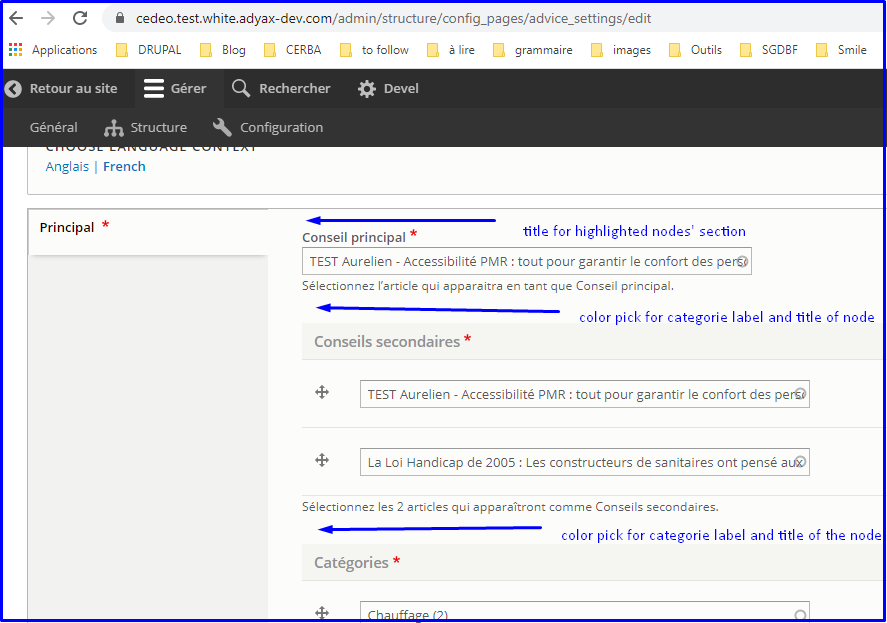 cedeo.test.white.adyax-dev.com/admin/structure/config_pages/advice_settings/edit
Applications DRUPAL Blog CERBA to follow à lire grammaire images Outils SGDBF Smile
Retour au site Gérer Rechercher Devel
Général Structure Configuration
CHOOSE LANGUAGE CONTEXT
Anglais | French
Principal *
title for highlighted nodes' section
Conseil principal *
TEST Aurelien - Accessibilité PMR : tout pour garantir le confort des pers
Sélectionnez l'article qui apparaitra en tant que Conseil principal.
color pick for categorie label and title of node
Conseils secondaires *
TEST Aurelien - Accessibilité PMR : tout pour garantir le confort des pers
La Loi Handicap de 2005 : Les constructeurs de sanitaires ont pensé aux
Sélectionnez les 2 articles qui apparaîtront comme Conseils secondaires.
color pick for categorie label and title of the node
Catégories *
Chauffage (2)